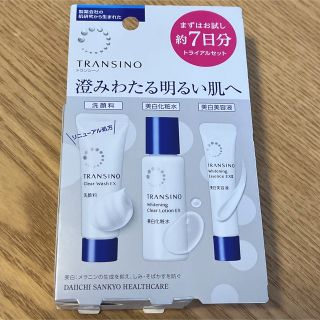 製薬会社の
肌研究から生まれた
まずはお試し
約7日分
トライアルセット
TRANSINO
トランシーノ
澄みわたる明るい肌へ
洗顔料
美白化粧水
美白美容液
リニューアル処方
TRANSINO
Clear Wash EX
洗顔料
TRANSINO
Whitening
Clear Lotion EX
美白化粧水
TRANSINO
Whitening
Essence EXII
美白美容液
美白:メラニンの生成を抑え、しみ・そばかすを防ぐ
DAIICHI SANKYO HEALTHCARE